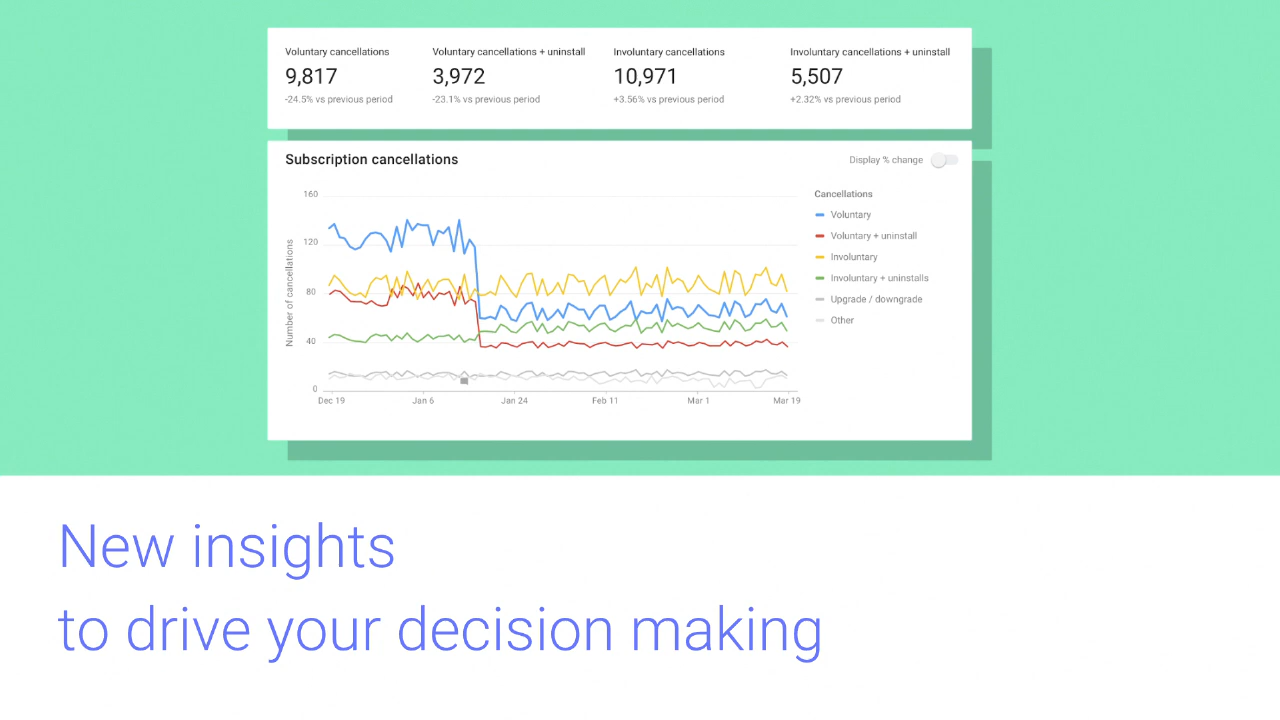 Voluntary cancellations
9,817
-24.5% vs previous period
Voluntary cancellations + uninstall
3,972
-23.1% vs previous period
Involuntary cancellations
10,971
+3.56% vs previous period
Involuntary cancellations + uninstall
5,507
+2.32% vs previous period
Subscription cancellations
Display % change
Number of cancellations
160
120
80
40
0
Dec 19
Jan 6
Jan 24
Feb 11
Mar 1
Mar 19
Cancellations
Voluntary
Voluntary + uninstall
Involuntary
Involuntary + uninstalls
Upgrade / downgrade
Other
New insights
to drive your decision making